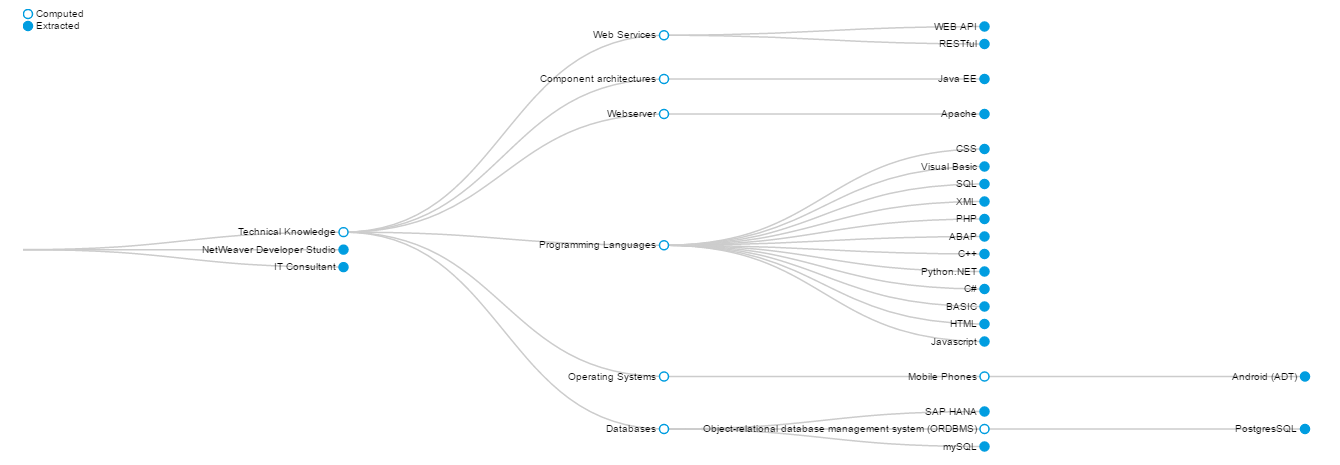 Computed
Extracted
Technical Knowledge
NetWeaver Developer Studio
IT Consultant
Web Services
Component architectures
Webserver
Programming Languages
Operating Systems
Databases
WEB API
RESTful
Java EE
Apache
CSS
Visual Basic
SQL
XML
PHP
ABAP
C++
Python.NET
C#
BASIC
HTML
Javascript
Mobile Phones
SAP HANA
Object-relational database management system (ORDBMS)
mySQL
Android (ADT)
PostgresSQL